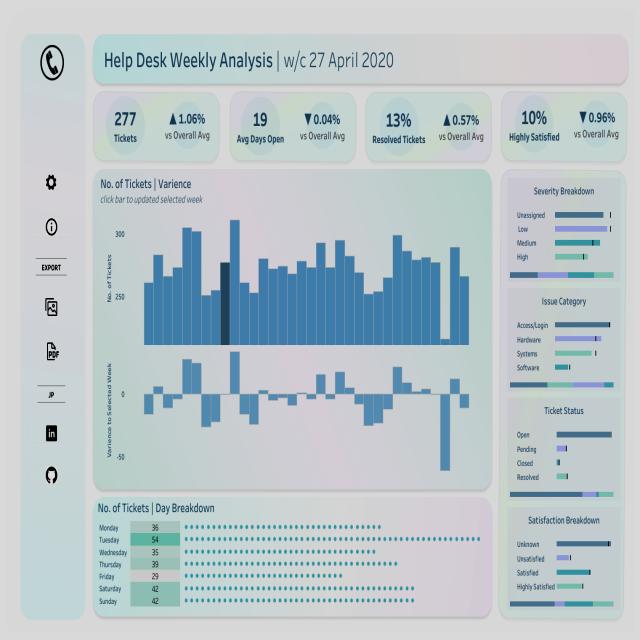 Help Desk Weekly Analysis | w/c 27 April 2020
277
Tickets
▲1.06%
vs Overall Avg
19
Avg Days Open
▼0.04%
vs Overall Avg
13%
Resolved Tickets
▲0.57%
vs Overall Avg
10%
Highly Satisfied
▼0.96%
vs Overall Avg
EXPORT
PDF
JP
in
No. of Tickets | Varience
click bar to updated selected week
No. of Tickets
300
250
Varience to Selected Week
0
-50
No. of Tickets | Day Breakdown
Monday 36
Tuesday 54
Wednesday 35
Thursday 39
Friday 29
Saturday 42
Sunday 42
Severity Breakdown
Unassigned
Low
Medium
High
Issue Category
Access/Login
Hardware
Systems
Software
Ticket Status
Open
Pending
Closed
Resolved
Satisfaction Breakdown
Unknown
Unsatisfied
Satisfied
Highly Satisfied